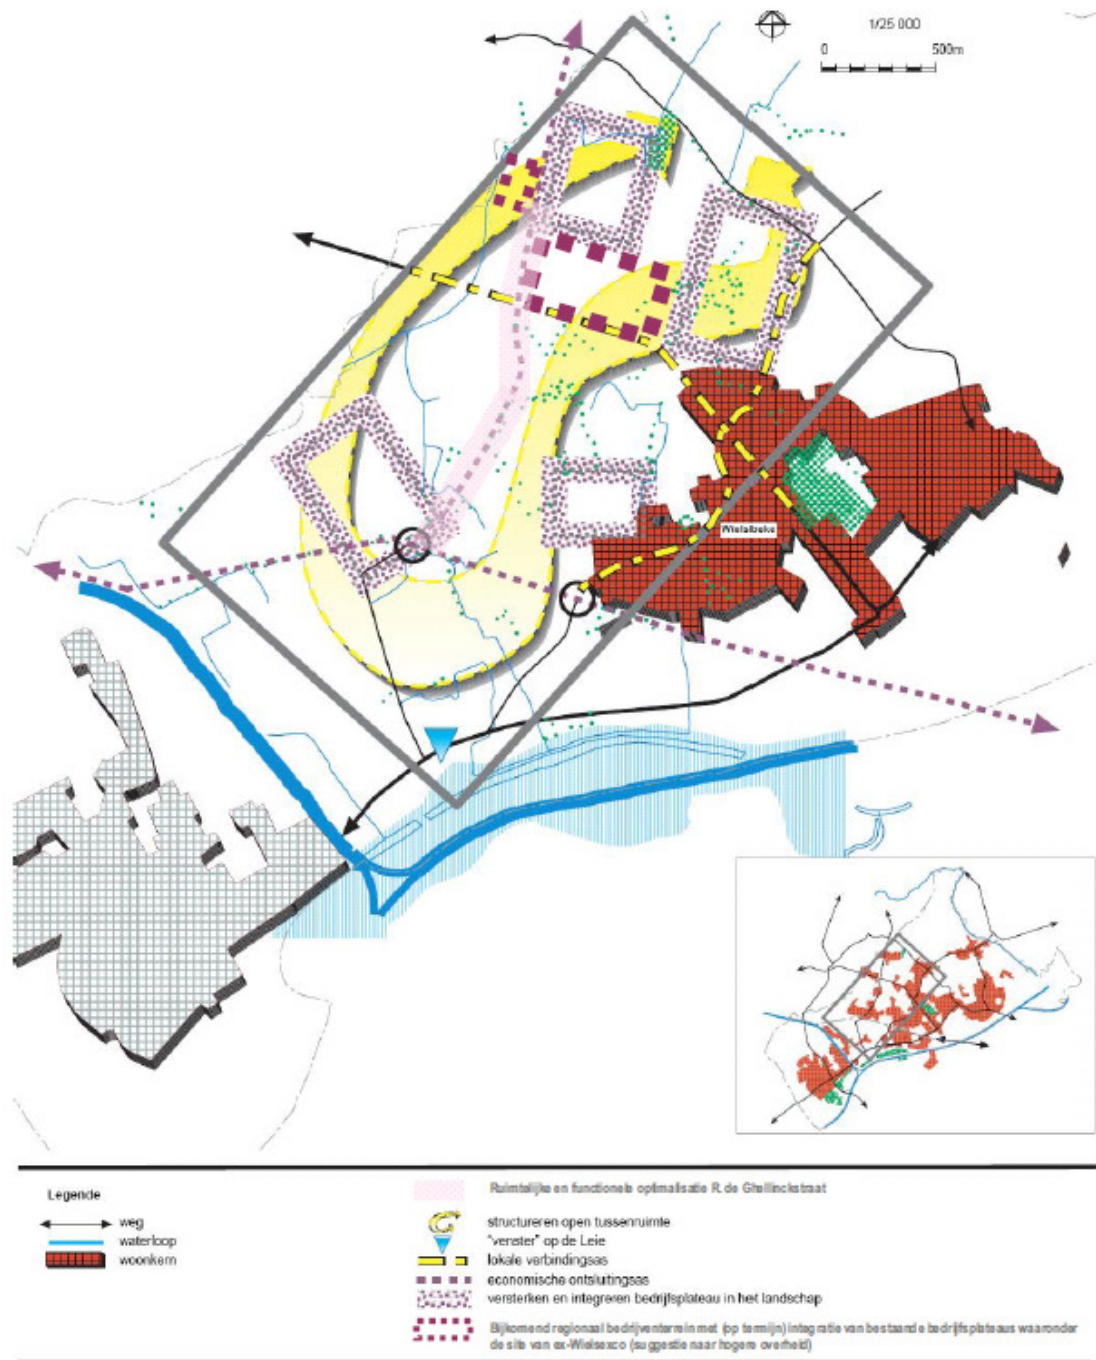 1/25 000
0 500m
Wielsbeke
Legende
weg
waterloop
woonkern
Ruimtelijke en functionele optimalisatie R. de Ghellinckstraat
structureren open tussenruimte
"venster" op de Leie
lokale verbindingsas
economische ontsluitingsas
versterken en integreren bedrijfsplateau in het landschap
Bijkomend regionaal bedrijventerrein met (op termijn) integratie van bestaande bedrijfsplateaus waaronder
de site van ex-Wielsexco (suggestie naar hogere overheid)